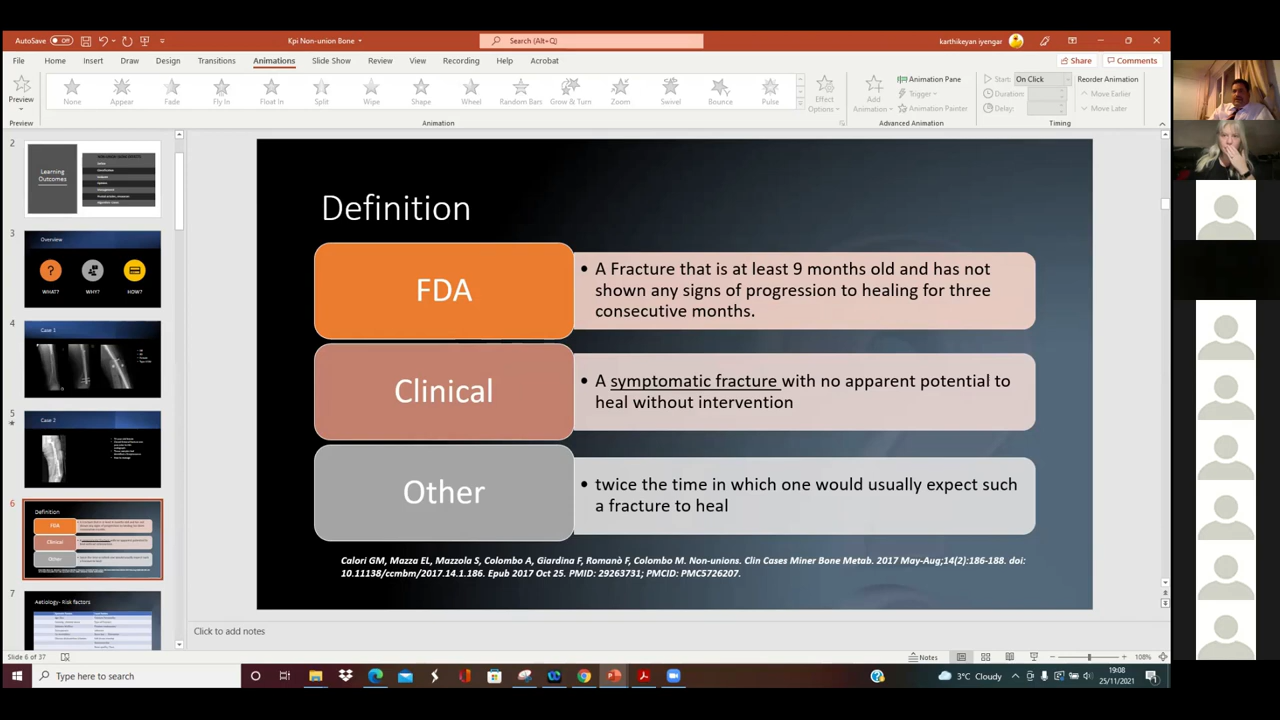 AutoSave Off
Kpi Non-union Bone
Search (Alt+Q)
karthikeyan iyengar
File Home Insert Draw Design Transitions Animations Slide Show Review View Recording Help Acrobat
Share Comments
Preview
None Appear Fade Fly In Float In Split Wipe Shape Wheel Random Bars Grow & Turn Zoom Swivel Bounce Pulse
Effect Options
Add Animation
Animation Pane
Trigger
Animation Painter
Start: On Click
Duration:
Delay:
Reorder Animation
Move Earlier
Move Later
Preview Animation Advanced Animation Timing
2
Learning
Outcomes
3
Overview
WHAT? WHY? HOW?
4
Case 1
5
Case 2
6
Definition
FDA
Clinical
Other
7
Aetiology- Risk factors
Definition
FDA
• A Fracture that is at least 9 months old and has not
shown any signs of progression to healing for three
consecutive months.
Clinical
• A symptomatic fracture with no apparent potential to
heal without intervention
Other
• twice the time in which one would usually expect such
a fracture to heal
Calori GM, Mazza EL, Mazzola S, Colombo A, Giardina F, Romanò F, Colombo M. Non-unions. Clin Cases Miner Bone Metab. 2017 May-Aug;14(2):186-188. doi:
10.11138/ccmbm/2017.14.1.186. Epub 2017 Oct 25. PMID: 29263731; PMCID: PMC5726207.
Click to add notes
Slide 6 of 37
Notes
108%
Type here to search
3°C Cloudy
19:08
25/11/2021